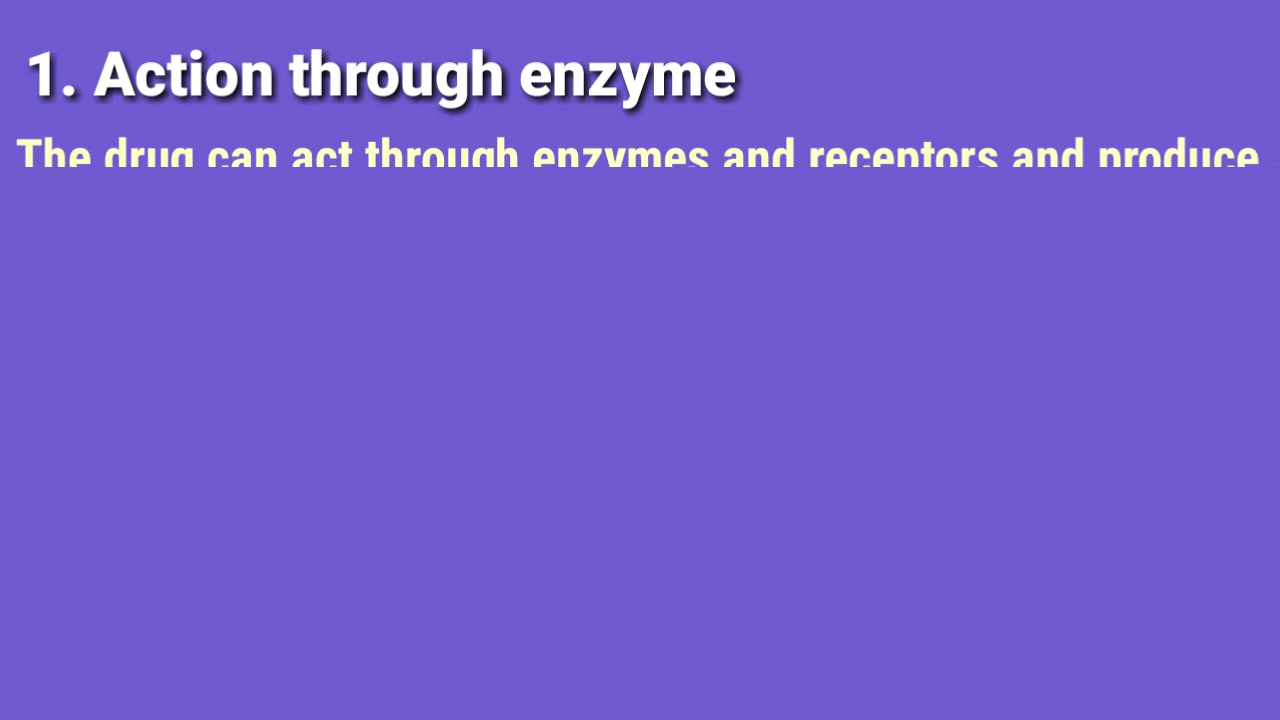 1. Action through enzyme
The drug can act through enzymes and receptors and produce